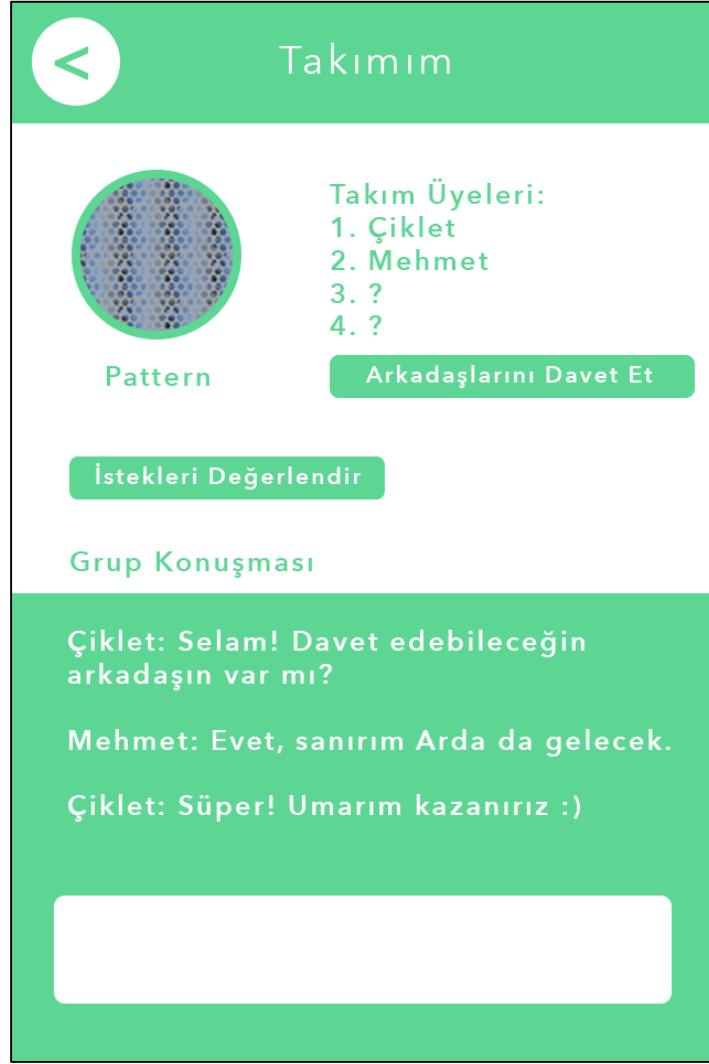 <
Takımım
Takım Üyeleri:
1. Çiklet
2. Mehmet
3. ?
4. ?
Pattern
Arkadaşlarını Davet Et
İstekleri Değerlendir
Grup Konuşması
Çiklet: Selam! Davet edebileceğin
arkadaşın var mı?
Mehmet: Evet, sanırım Arda da gelecek.
Çiklet: Süper! Umarım kazanırız :)